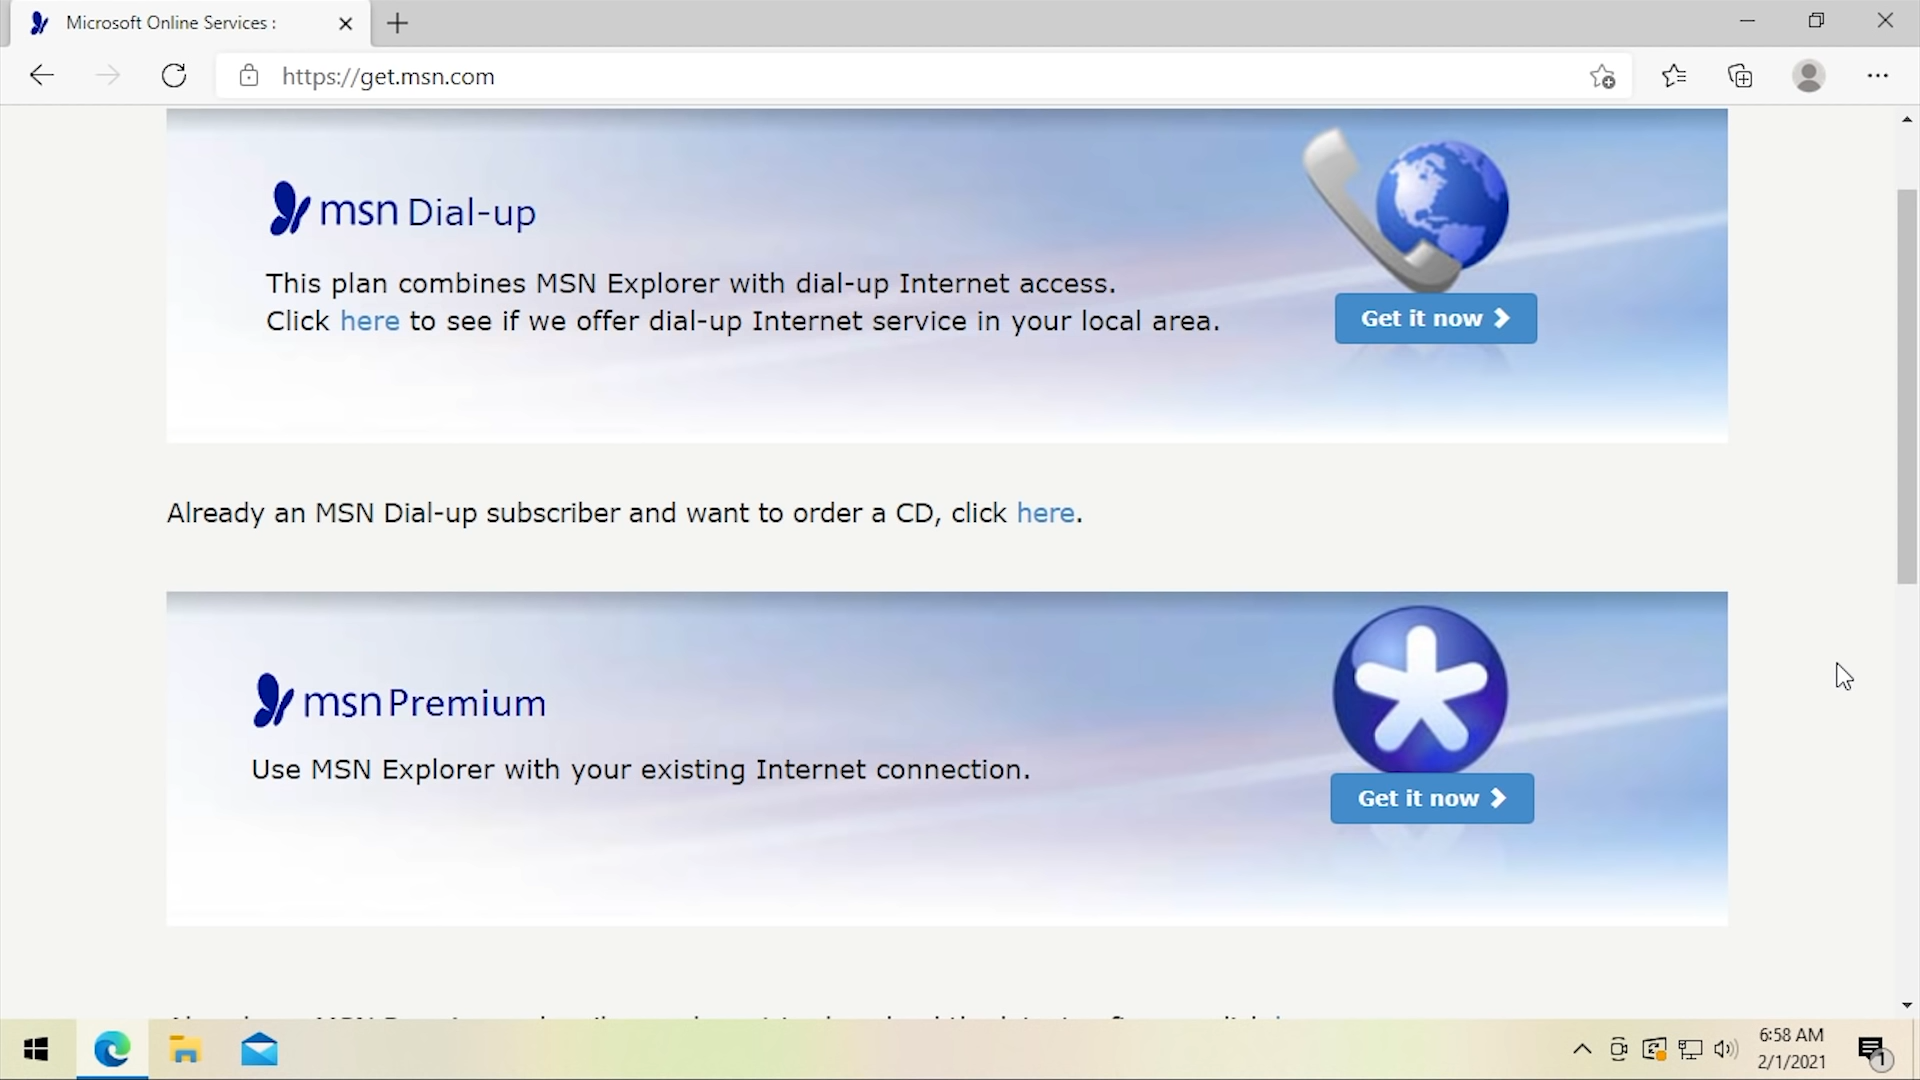 Microsoft Online Services :
https://get.msn.com
msn Dial-up
This plan combines MSN Explorer with dial-up Internet access.
Click here to see if we offer dial-up Internet service in your local area.
Get it now
Already an MSN Dial-up subscriber and want to order a CD, click here.
msn Premium
Use MSN Explorer with your existing Internet connection.
Get it now
6:58 AM
2/1/2021
1